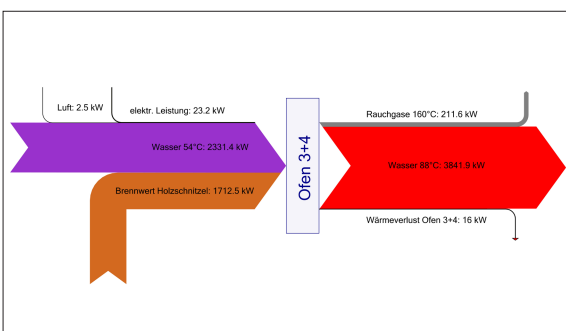 Luft: 2.5 kW
elektr. Leistung: 23.2 kW
Rauchgase 160°C: 211.6 kW
Wasser 54°C: 2331.4 kW
Ofen 3+4
Wasser 88°C: 3841.9 kW
Brennwert Holzschnitzel: 1712.5 kW
Wärmeverlust Ofen 3+4: 16 kW